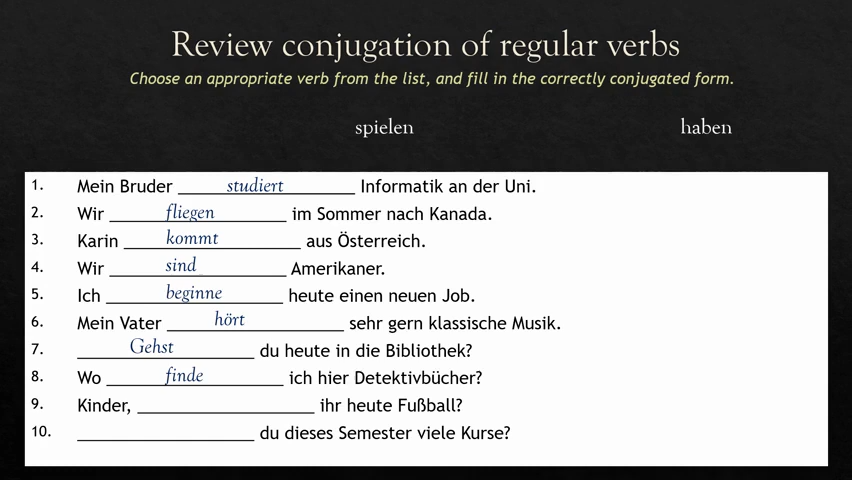 Review conjugation of regular verbs
Choose an appropriate verb from the list, and fill in the correctly conjugated form.
spielen haben
1. Mein Bruder studiert Informatik an der Uni.
2. Wir fliegen im Sommer nach Kanada.
3. Karin kommt aus Österreich.
4. Wir sind Amerikaner.
5. Ich beginne heute einen neuen Job.
6. Mein Vater hört sehr gern klassische Musik.
7. Gehst du heute in die Bibliothek?
8. Wo finde ich hier Detektivbücher?
9. Kinder, ____________________ ihr heute Fußball?
10. ____________________ du dieses Semester viele Kurse?